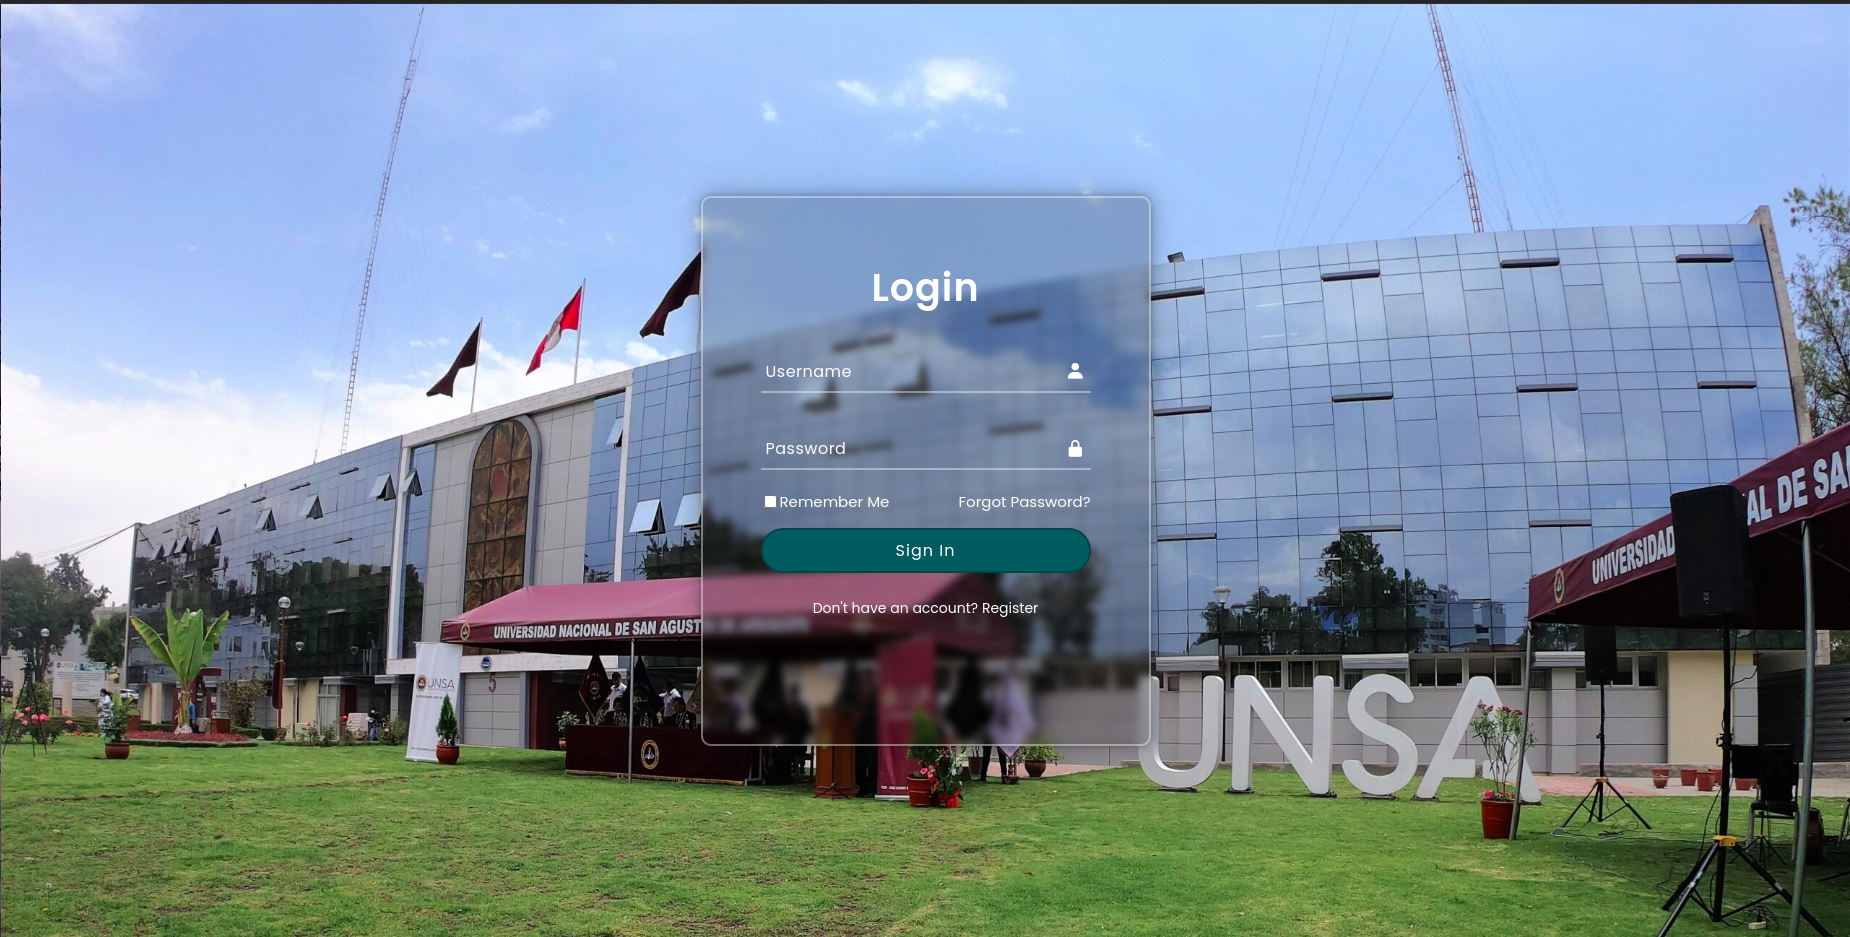 Login
Username
Password
Remember Me
Forgot Password?
Sign In
Don't have an account? Register
UNIVERSIDAD NACIONAL DE SAN AGUST
UNSA
5
UNSA
UNIVERSIDAD
AL DE SA